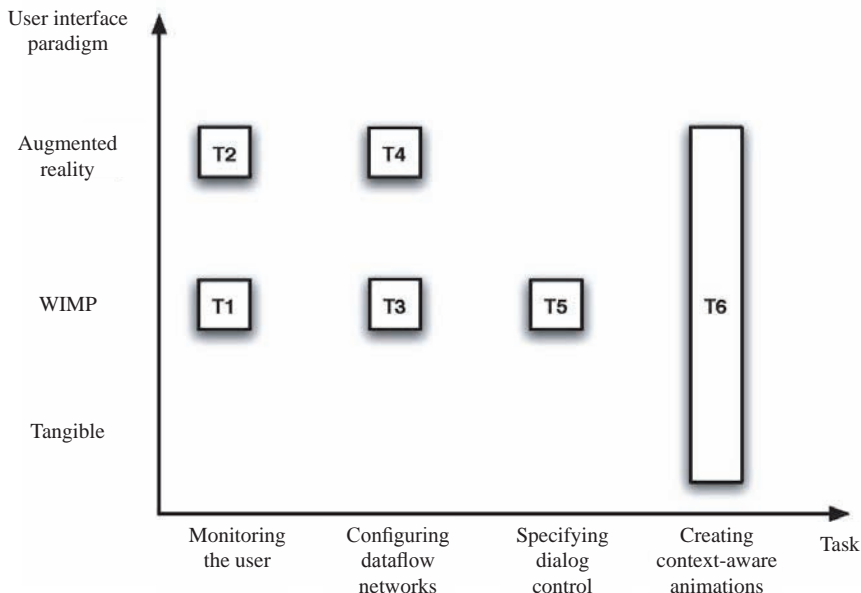 User interface
paradigm
Augmented
reality
T2
T4
WIMP
T1
T3
T5
T6
Tangible
Monitoring
the user
Configuring
dataflow
networks
Specifying
dialog
control
Creating
context-aware
animations
Task